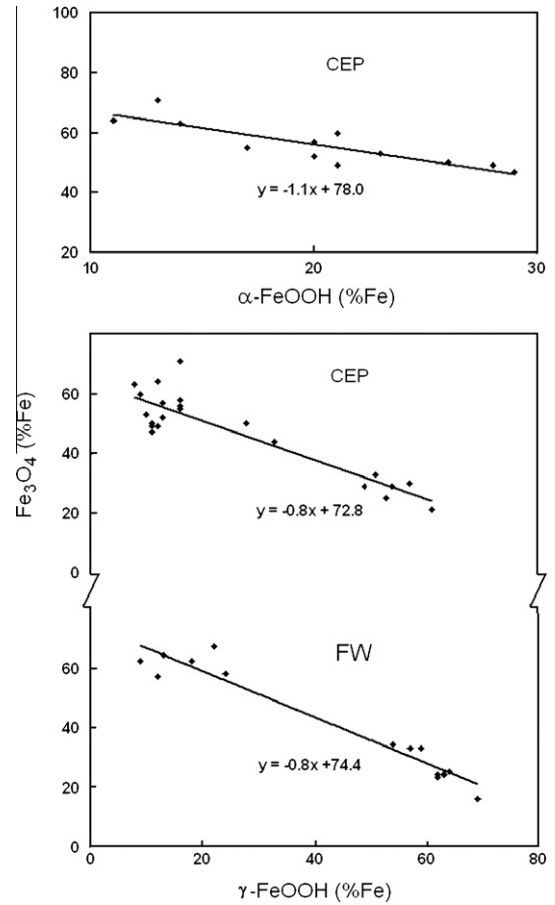 100
80
60
40
20
CEP
y = -1.1x + 78.0
10
20
30
α-FeOOH (%Fe)
Fe₃O₄ (%Fe)
60
40
20
0
CEP
y = -0.8x + 72.8
60
40
20
0
FW
y = -0.8x +74.4
0
20
40
60
80
γ-FeOOH (%Fe)